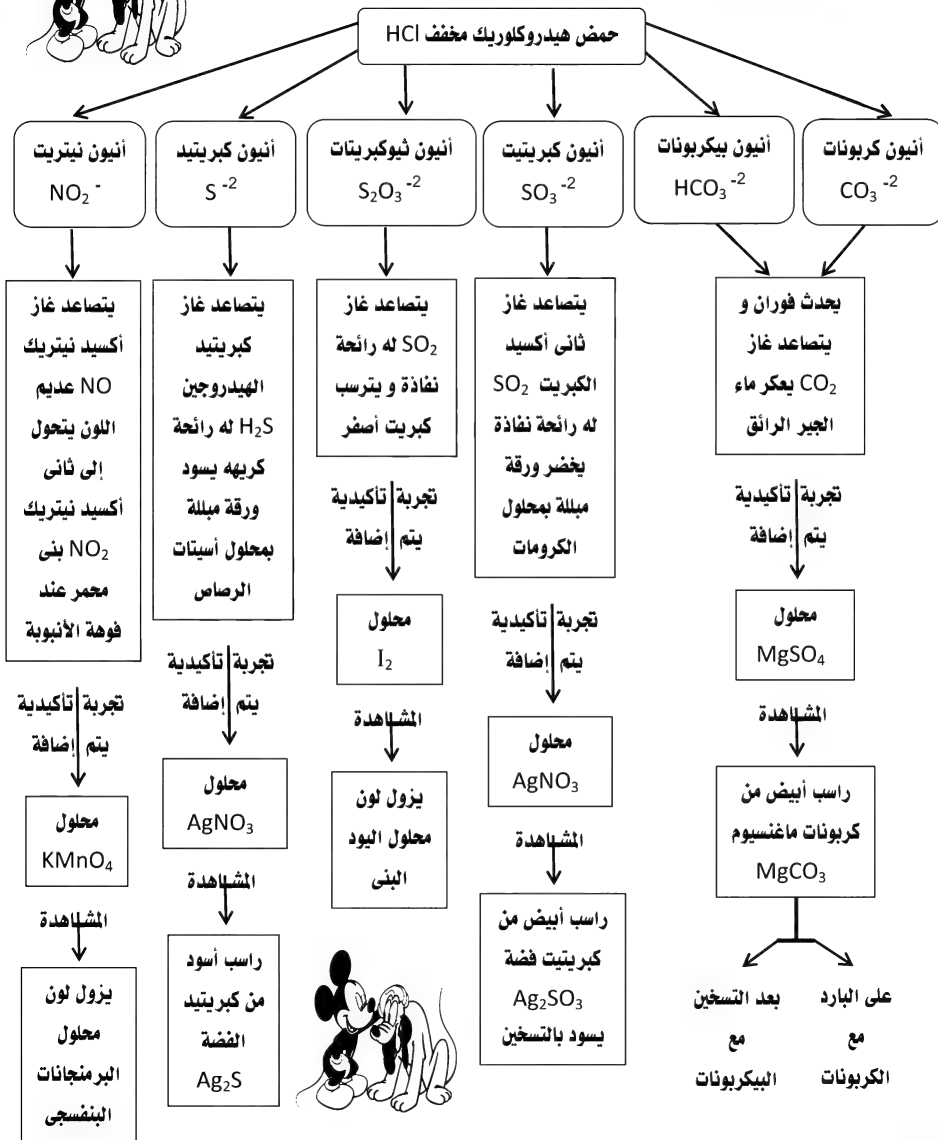 حمض هيدروكلوريك مخفف HCl
أنيون كربونات
CO₃⁻²
أنيون بيكربونات
HCO₃⁻²
أنيون كبريتيت
SO₃⁻²
أنيون ثيوكبريتات
S₂O₃⁻²
أنيون كبريتيد
S⁻²
أنيون نيتريت
NO₂⁻
يحدث فوران و
يتصاعد غاز
CO₂ يعكر ماء
الجير الرائق
تجربة تأكيدية
يتم إضافة
محلول
MgSO₄
المشاهدة
راسب أبيض من
كربونات ماغنسيوم
MgCO₃
على البارد
مع
الكربونات
بعد التسخين
مع
البيكربونات
يتصاعد غاز
ثانى أكسيد
الكبريت SO₂
له رائحة نفاذة
يخضر ورقة
مبللة بمحلول
الكرومات
تجربة تأكيدية
يتم إضافة
محلول
AgNO₃
المشاهدة
راسب أبيض من
كبريتيت فضة
Ag₂SO₃
يسود بالتسخين
يتصاعد غاز
SO₂ له رائحة
نفاذة و يترسب
كبريت أصفر
تجربة تأكيدية
يتم إضافة
محلول
I₂
المشاهدة
يزول لون
محلول اليود
البنى
يتصاعد غاز
كبريتيد
الهيدروجين
H₂S له رائحة
كريهه يسود
ورقة مبللة
بمحلول أسيتات
الرصاص
تجربة تأكيدية
يتم إضافة
محلول
AgNO₃
المشاهدة
راسب أسود
من كبريتيد
الفضة
Ag₂S
يتصاعد غاز
أكسيد نيتريك
NO عديم
اللون يتحول
إلى ثانى
أكسيد نيتريك
NO₂ بنى
محمر عند
فوهة الأنبوبة
تجربة تأكيدية
يتم إضافة
محلول
KMnO₄
المشاهدة
يزول لون
محلول
البرمنجانات
البنفسجى